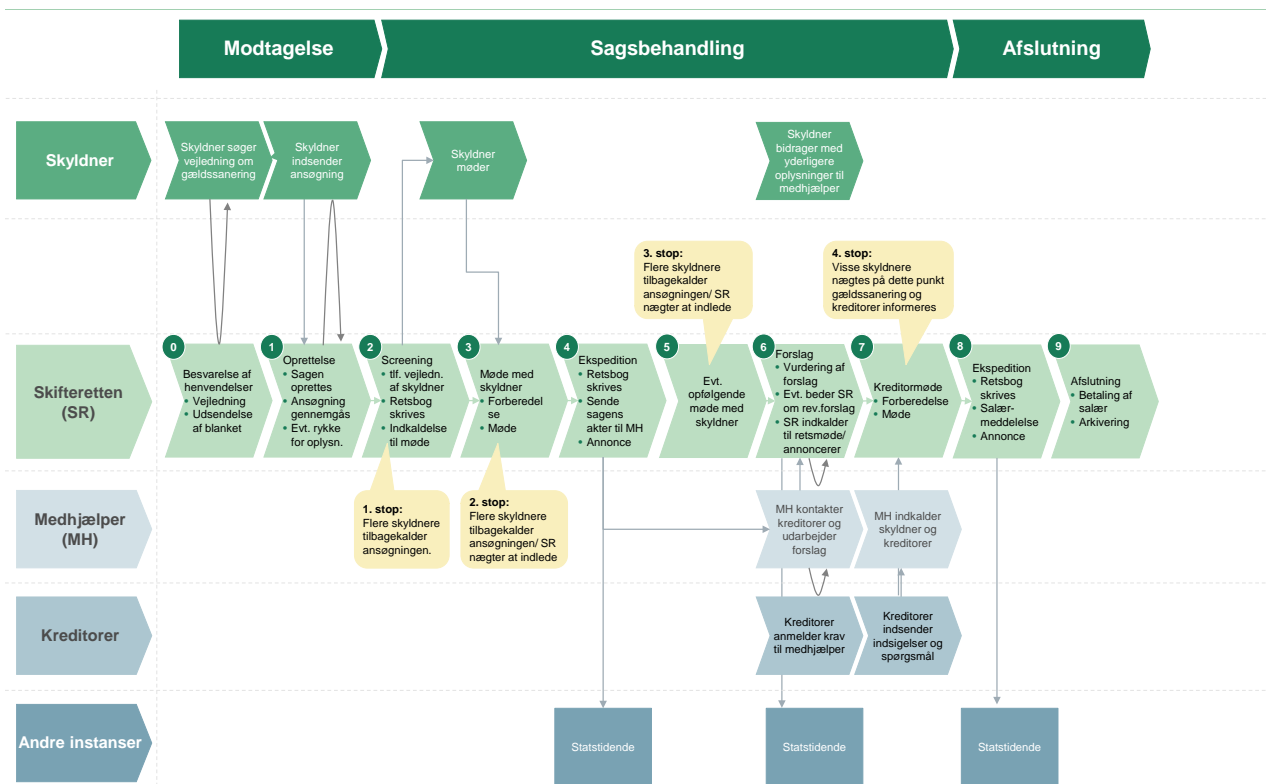 Modtagelse
Sagsbehandling
Afslutning
Skyldner
Skyldner søger
vejledning om
gældssanering
Skyldner
indsender
ansøgning
Skyldner
møder
Skyldner
bidrager med
yderligere
oplysninger til
medhjælper
3. stop:
Flere skyldnere
tilbagekalder
ansøgningen/ SR
nægter at indlede
4. stop:
Visse skyldnere
nægtes på dette punkt
gældssanering og
kreditorer informeres
Skifteretten
(SR)
0
Besvarelse af
henvendelser
• Vejledning
• Udsendelse
af blanket
1
Oprettelse
• Sagen
oprettes
• Ansøgning
gennemgås
• Evt. rykke
for oplysn.
2
Screening
• tlf. vejledn.
af skyldner
• Retsbog
skrives
• Indkaldelse
til møde
3
Møde med
skyldner
• Forberedel
se
• Møde
4
Ekspedition
• Retsbog
skrives
• Sende
sagens
akter til MH
• Annonce
5
Evt.
opfølgende
møde med
skyldner
6
Forslag
• Vurdering af
forslag
• Evt. beder SR
om rev.forslag
• SR indkalder
til retsmøde/
annoncerer
7
Kreditormøde
• Forberedelse
• Møde
8
Ekspedition
• Retsbog
skrives
• Salær-
meddelelse
• Annonce
9
Afslutning
• Betaling af
salær
• Arkivering
1. stop:
Flere skyldnere
tilbagekalder
ansøgningen.
2. stop:
Flere skyldnere
tilbagekalder
ansøgningen/ SR
nægter at indlede
Medhjælper
(MH)
MH kontakter
kreditorer og
udarbejder
forslag
MH indkalder
skyldner og
kreditorer
Kreditorer
Kreditorer
anmelder krav
til medhjælper
Kreditorer
indsender
indsigelser og
spørgsmål
Andre instanser
Statstidende
Statstidende
Statstidende